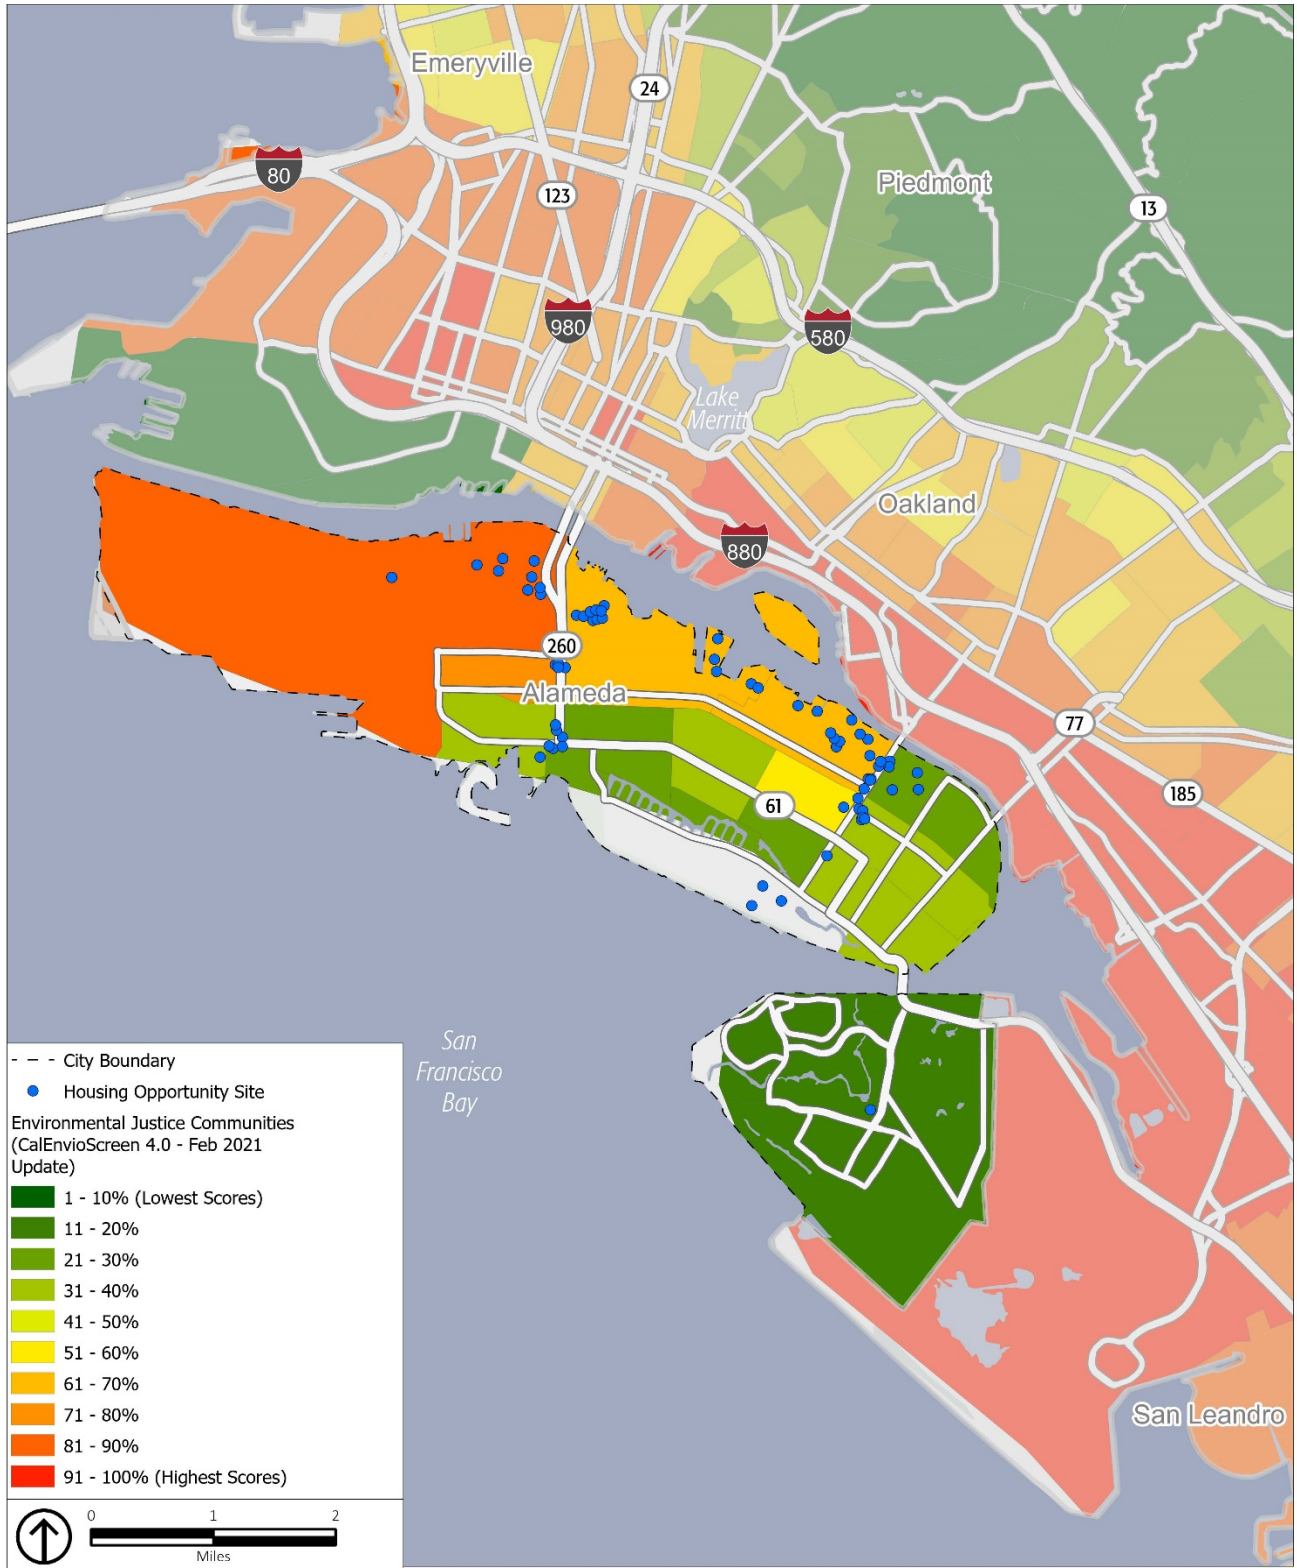 Emeryville
24
80
123
Piedmont
13
980
580
Lake
Merritt
Oakland
880
260
Alameda
77
61
185
San
Francisco
Bay
San Leandro
City Boundary
Housing Opportunity Site
Environmental Justice Communities
(CalEnvioScreen 4.0 - Feb 2021
Update)
1 - 10% (Lowest Scores)
11 - 20%
21 - 30%
31 - 40%
41 - 50%
51 - 60%
61 - 70%
71 - 80%
81 - 90%
91 - 100% (Highest Scores)
0 1 2
Miles